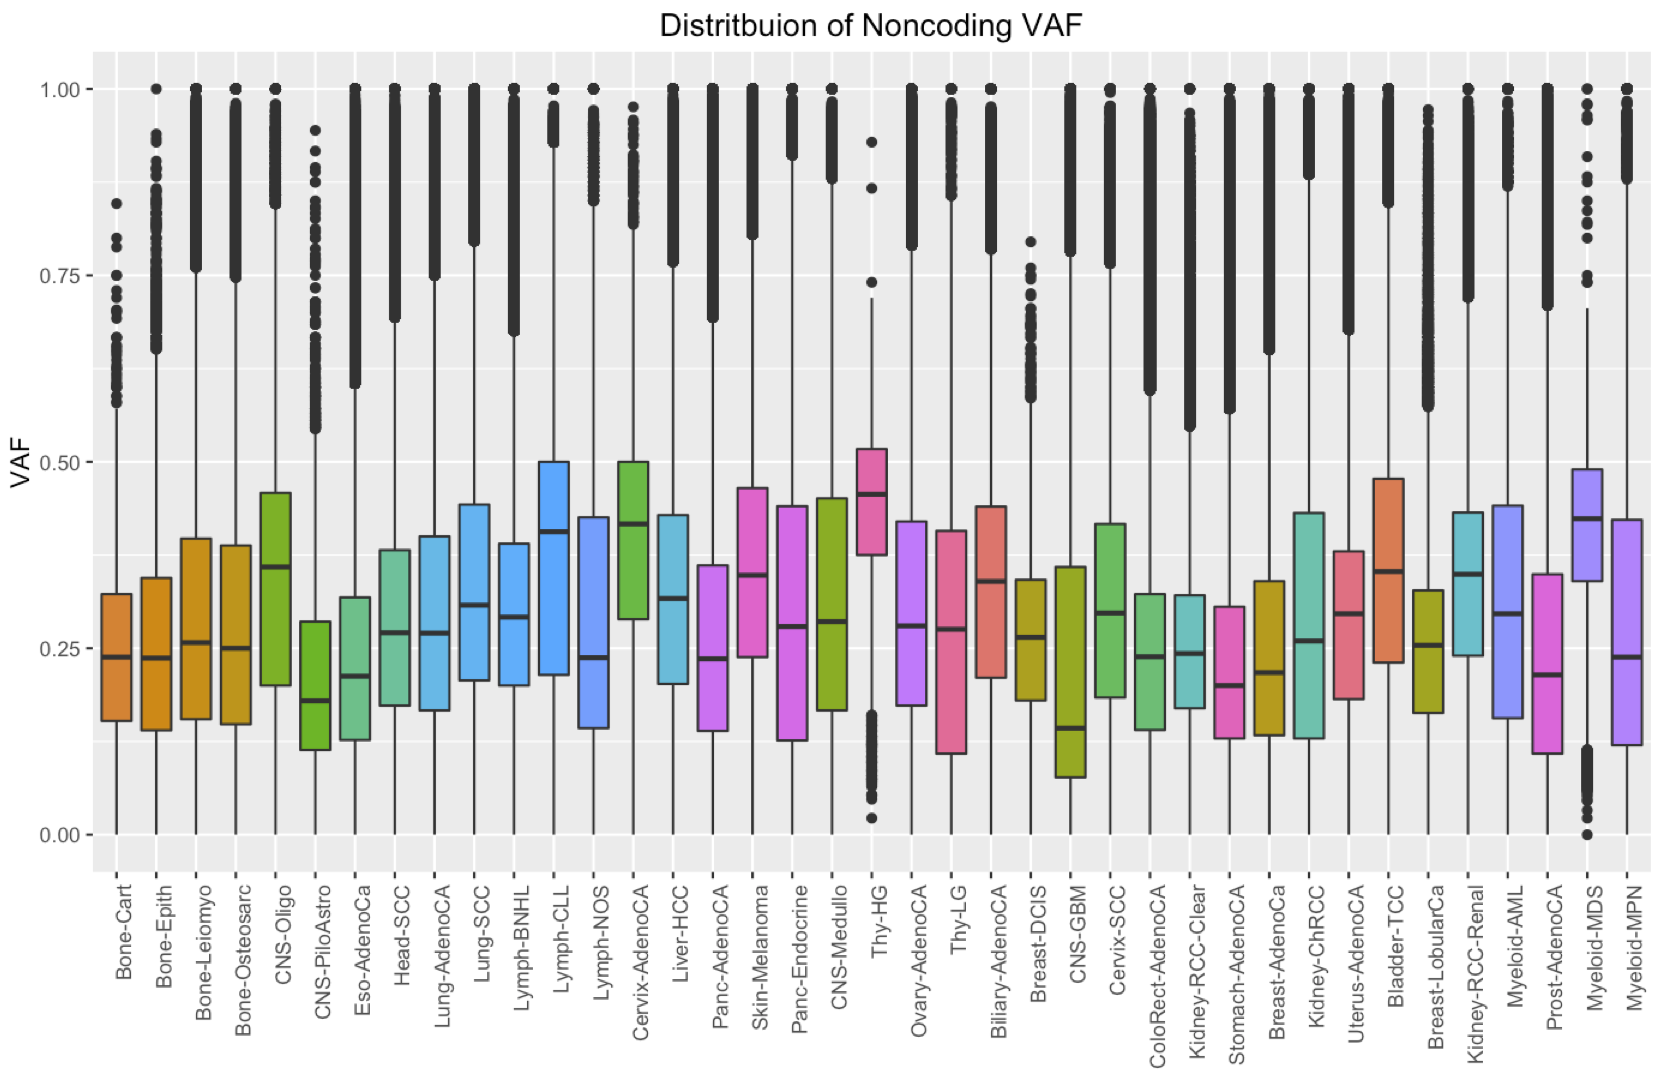 Distritbuion of Noncoding VAF
VAF
1.00
0.75
0.50
0.25
0.00
Bone-Cart
Bone-Epith
Bone-Leiomyo
Bone-Osteosarc
CNS-Oligo
CNS-PiloAstro
Eso-AdenoCa
Head-SCC
Lung-AdenoCA
Lung-SCC
Lymph-BNHL
Lymph-CLL
Lymph-NOS
Cervix-AdenoCA
Liver-HCC
Panc-AdenoCA
Skin-Melanoma
Panc-Endocrine
CNS-Medullo
Thy-HG
Ovary-AdenoCA
Thy-LG
Biliary-AdenoCA
Breast-DCIS
CNS-GBM
Cervix-SCC
ColoRect-AdenoCA
Kidney-RCC-Clear
Stomach-AdenoCA
Breast-AdenoCa
Kidney-ChRCC
Uterus-AdenoCA
Bladder-TCC
Breast-LobularCa
Kidney-RCC-Renal
Myeloid-AML
Prost-AdenoCA
Myeloid-MDS
Myeloid-MPN